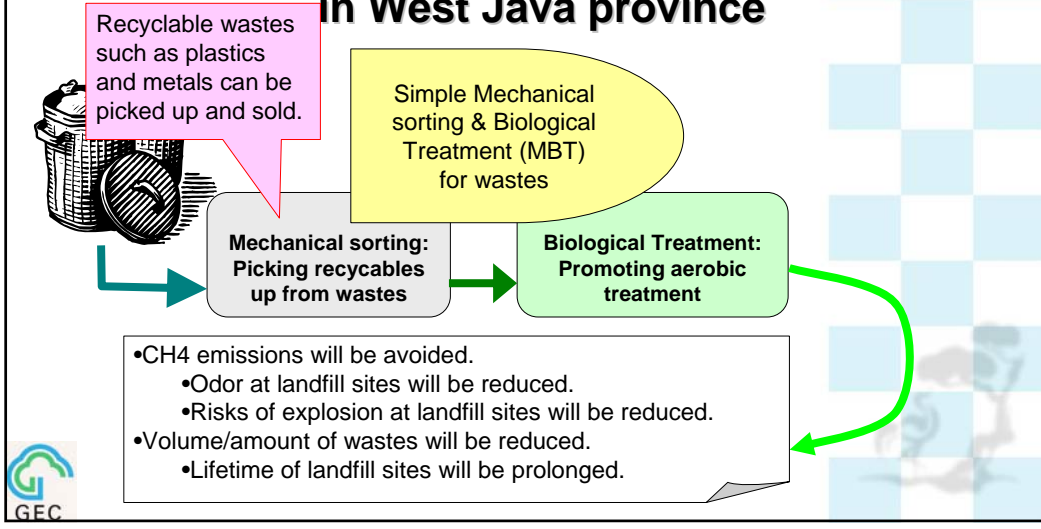 in West Java province
Recyclable wastes
such as plastics
and metals can be
picked up and sold.
Simple Mechanical
sorting & Biological
Treatment (MBT)
for wastes
Mechanical sorting:
Picking recycables
up from wastes
Biological Treatment:
Promoting aerobic
treatment
•CH4 emissions will be avoided.
•Odor at landfill sites will be reduced.
•Risks of explosion at landfill sites will be reduced.
•Volume/amount of wastes will be reduced.
•Lifetime of landfill sites will be prolonged.
GEC